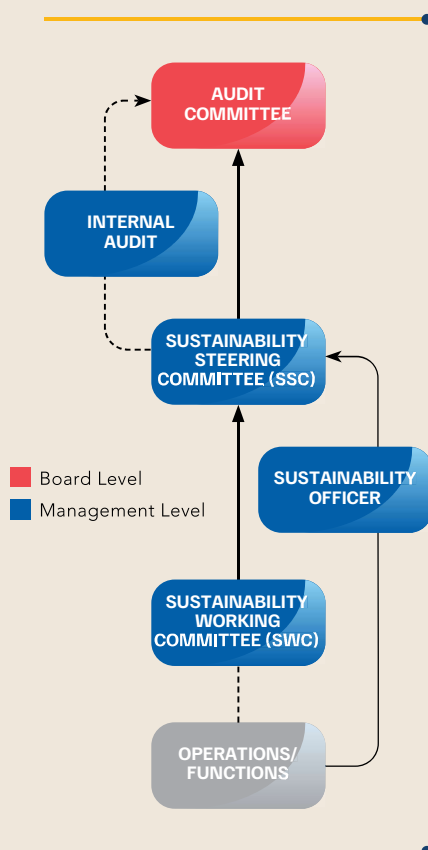 AUDIT
COMMITTEE
INTERNAL
AUDIT
SUSTAINABILITY
STEERING
COMMITTEE (SSC)
Board Level
Management Level
SUSTAINABILITY
OFFICER
SUSTAINABILITY
WORKING
COMMITTEE (SWC)
OPERATIONS/
FUNCTIONS